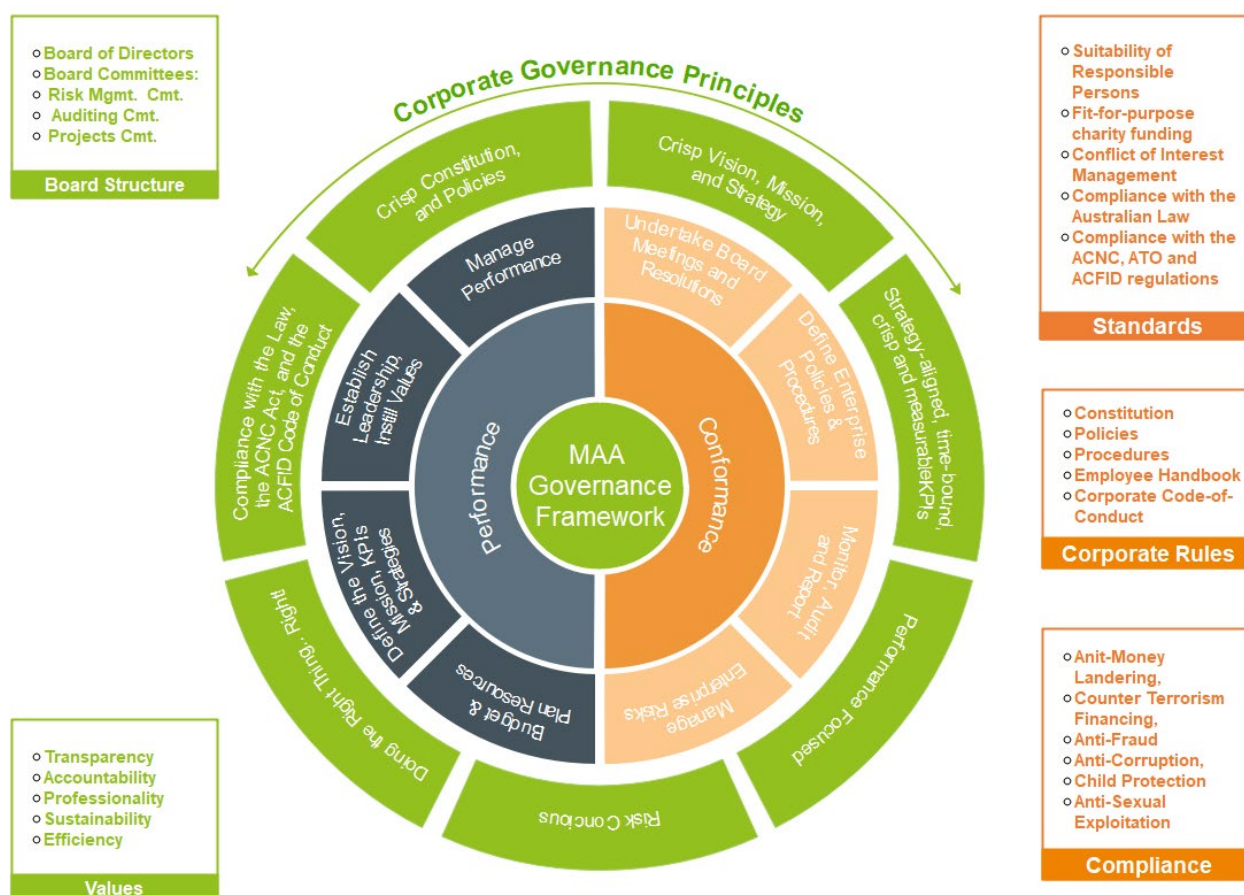 Board of Directors
Board Committees:
Risk Mgmt. Cmt.
Auditing Cmt.
Projects Cmt.
Board Structure
Corporate Governance Principles
Crisp Constitution,
and Policies
Crisp Vision, Mission,
and Strategy
Strategy-aligned, time-bound,
crisp and measurableKPIs
Performance Focused
Risk Concious
Doing the Right Thing.. Right
Compliance with the Law,
the ACNC Act, and the
ACFID Code of Conduct
Manage
Performance
Undertake Board
Meetings and
Resolutions
Define Enterprise
Policies &
Procedures
Monitor, Audit
and Report
Manage
Enterprise Risks
Budget &
Plan Resources
Define the Vision,
Mission, KPIs
& Strategies
Establish
Leadership,
Instill Values
Performance
MAA
Governance
Framework
Conformance
Suitability of
Responsible
Persons
Fit-for-purpose
charity funding
Conflict of Interest
Management
Compliance with the
Australian Law
Compliance with the
ACNC, ATO and
ACFID regulations
Standards
Constitution
Policies
Procedures
Employee Handbook
Corporate Code-of-
Conduct
Corporate Rules
Anit-Money
Landering,
Counter Terrorism
Financing,
Anti-Fraud
Anti-Corruption,
Child Protection
Anti-Sexual
Exploitation
Compliance
Transparency
Accountability
Professionality
Sustainability
Efficiency
Values